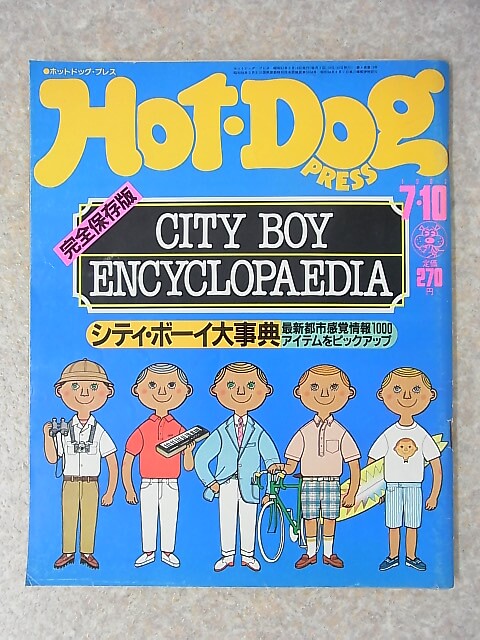 ●ホットドッグ・プレス
HOT・DOG
PRESS
7・10
定価
270
円
完全保存版
CITY BOY
ENCYCLOPAEDIA
シティ・ボーイ大事典
最新都市感覚情報1000
アイテムをピックアップ